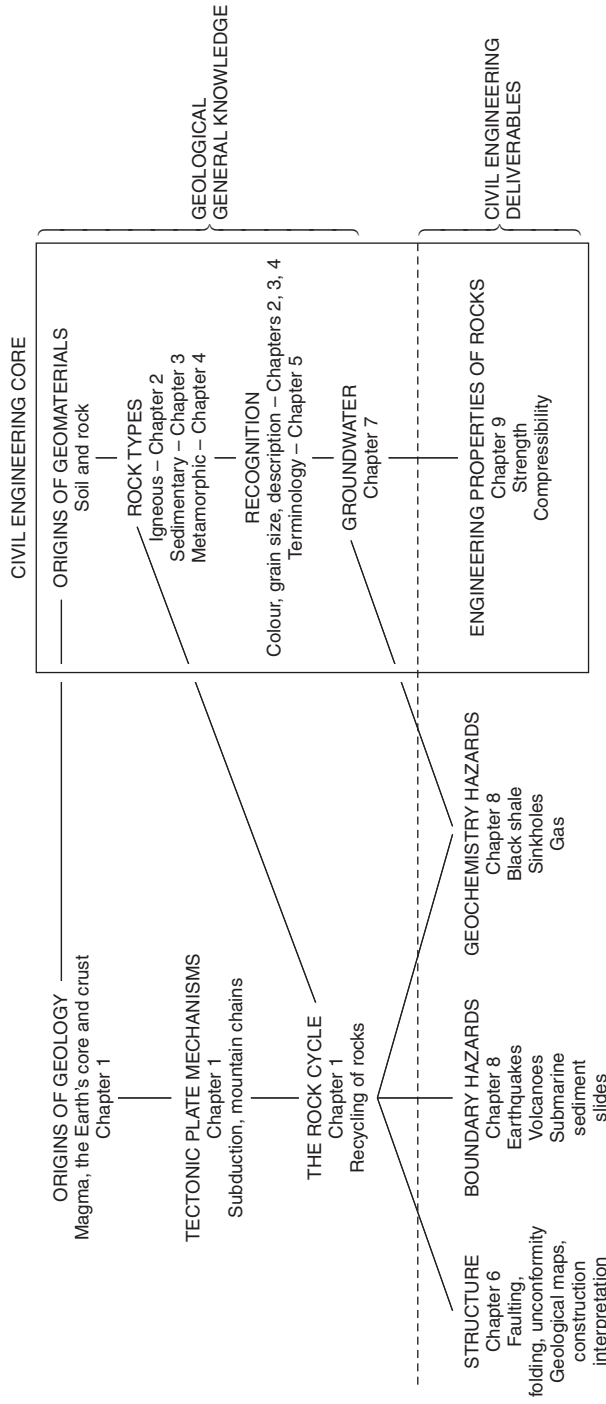 CIVIL ENGINEERING CORE
ORIGINS OF GEOLOGY
Magma, the Earth's core and crust
Chapter 1
ORIGINS OF GEOMATERIALS
Soil and rock
GEOLOGICAL
GENERAL KNOWLEDGE
TECTONIC PLATE MECHANISMS
Chapter 1
Subduction, mountain chains
ROCK TYPES
Igneous – Chapter 2
Sedimentary – Chapter 3
Metamorphic – Chapter 4
THE ROCK CYCLE
Chapter 1
Recycling of rocks
RECOGNITION
Colour, grain size, description – Chapters 2, 3, 4
Terminology – Chapter 5
GROUNDWATER
Chapter 7
STRUCTURE
Chapter 6
Faulting,
folding, unconformity
Geological maps,
construction
interpretation
BOUNDARY HAZARDS
Chapter 8
Earthquakes
Volcanoes
Submarine
sediment
slides
GEOCHEMISTRY HAZARDS
Chapter 8
Black shale
Sinkholes
Gas
ENGINEERING PROPERTIES OF ROCKS
Chapter 9
Strength
Compressibility
CIVIL ENGINEERING
DELIVERABLES